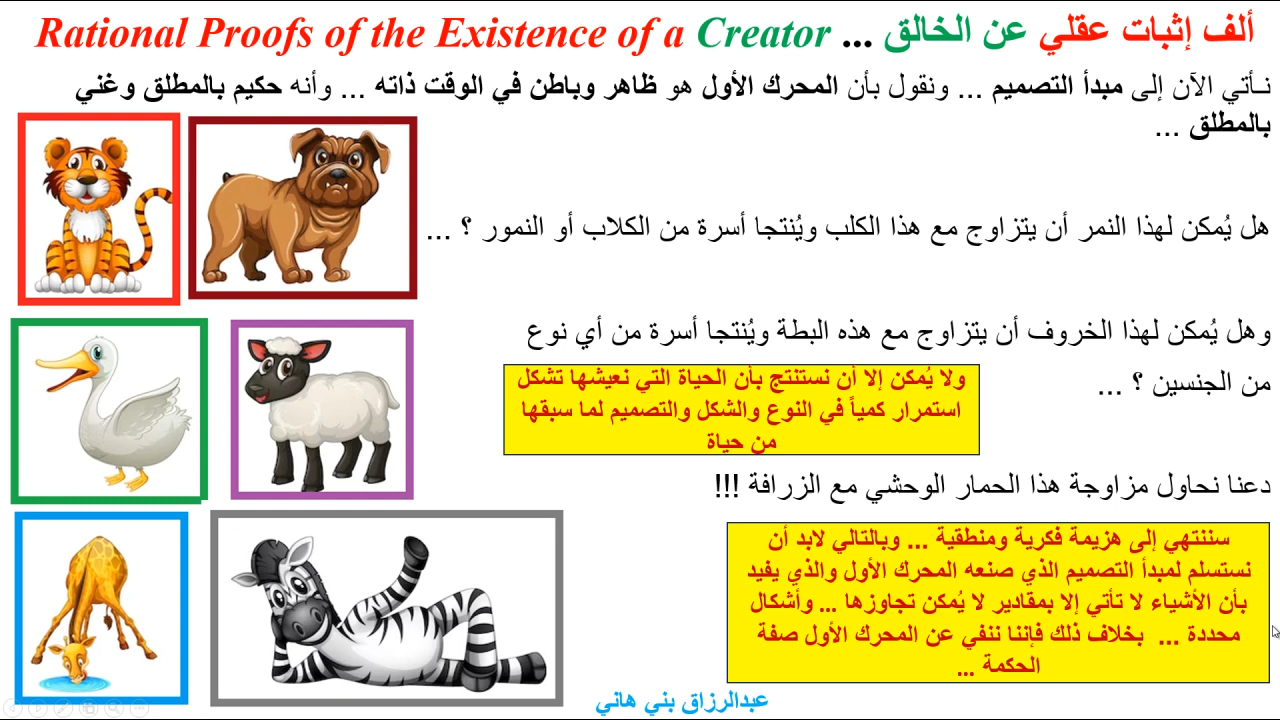 ألف إثبات عقلي عن الخالق ... Rational Proofs of the Existence of a Creator
نـأتي الآن إلى مبدأ التصميم ... ونقول بأن المحرك الأول هو ظاهر وباطن في الوقت ذاته ... وأنه حكيم بالمطلق وغني
بالمطلق ...
هل يُمكن لهذا النمر أن يتزاوج مع هذا الكلب ويُنتجا أسرة من الكلاب أو النمور ؟ ...
وهل يُمكن لهذا الخروف أن يتزاوج مع هذه البطة ويُنتجا أسرة من أي نوع
من الجنسين ؟ ...
ولا يُمكن إلا أن نستنتج بأن الحياة التي نعيشها تشكل
استمرار كمياً في النوع والشكل والتصميم لما سبقها
من حياة
دعنا نحاول مزاوجة هذا الحمار الوحشي مع الزرافة !!!
سننتهي إلى هزيمة فكرية ومنطقية ... وبالتالي لابد أن
نستسلم لمبدأ التصميم الذي صنعه المحرك الأول والذي يفيد
بأن الأشياء لا تأتي إلا بمقادير لا يُمكن تجاوزها ... وأشكال
محددة ... بخلاف ذلك فإننا ننفي عن المحرك الأول صفة
الحكمة ...
عبدالرزاق بني هاني